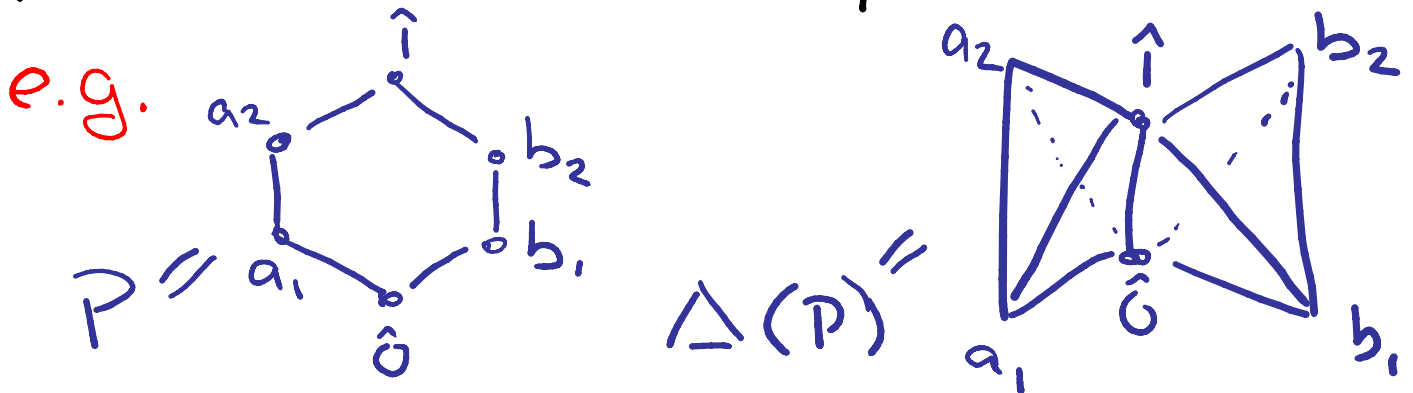 e.g.
P =
1̂
a₂
b₂
a₁
b₁
0̂
Δ(P) =
a₂
1̂
b₂
a₁
0̂
b₁